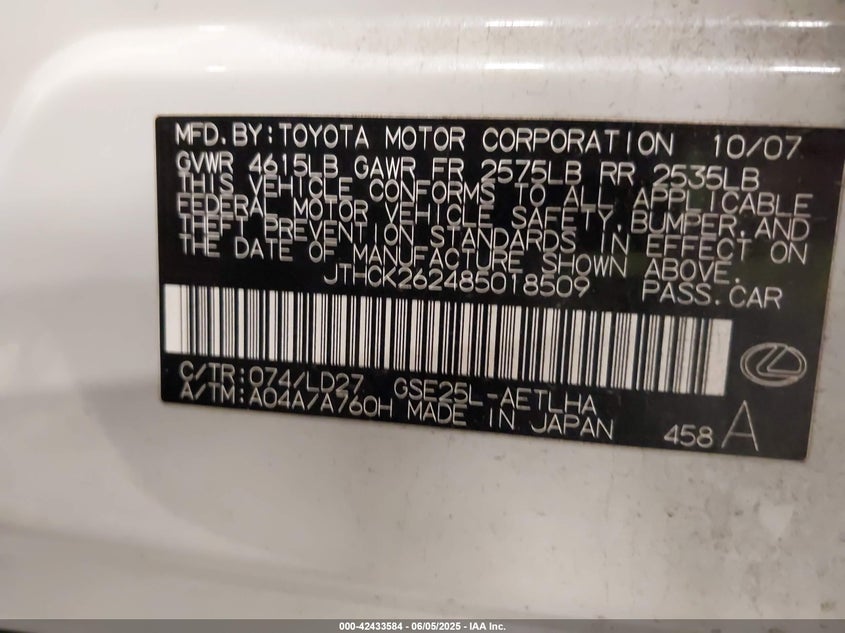 MFD.BY:TOYOTA MOTOR CORPORATION 10/07
GVWR 4615LB GAWR FR 2575LB RR 2535LB
THIS VEHICLE CONFORMS TO ALL APPLICABLE
FEDERAL MOTOR VEHICLE SAFETY,BUMPER,AND
THEFT PREVENTION STANDARDS IN EFFECT ON
THE DATE OF MANUFACTURE SHOWN ABOVE.
JTHCK262485018509 PASS.CAR
C/TR:074/LD27 GSE25L-AETLHA
A/TM:A04A/A760H MADE IN JAPAN
458 A
000-42433584 - 06/05/2025 - IAA Inc.